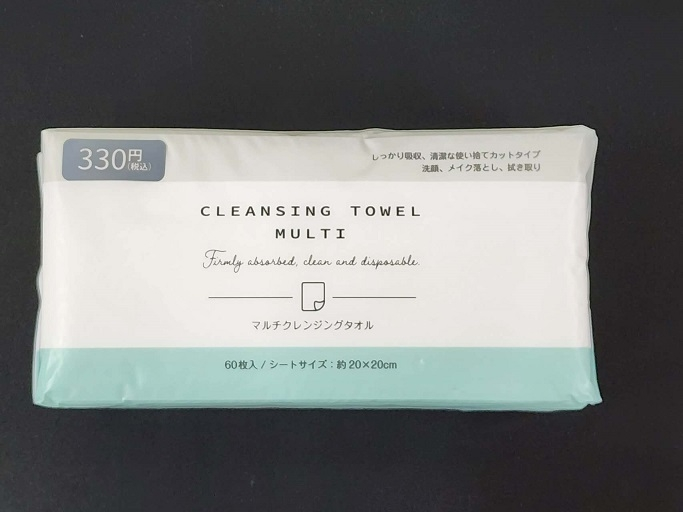 330円(税込)
しっかり吸収、清潔な使い捨てカットタイプ
洗顔、メイク落とし、拭き取り
CLEANSING TOWEL
MULTI
Firmly absorbed, clean and disposable.
マルチクレンジングタオル
60枚入 / シートサイズ：約20×20cm